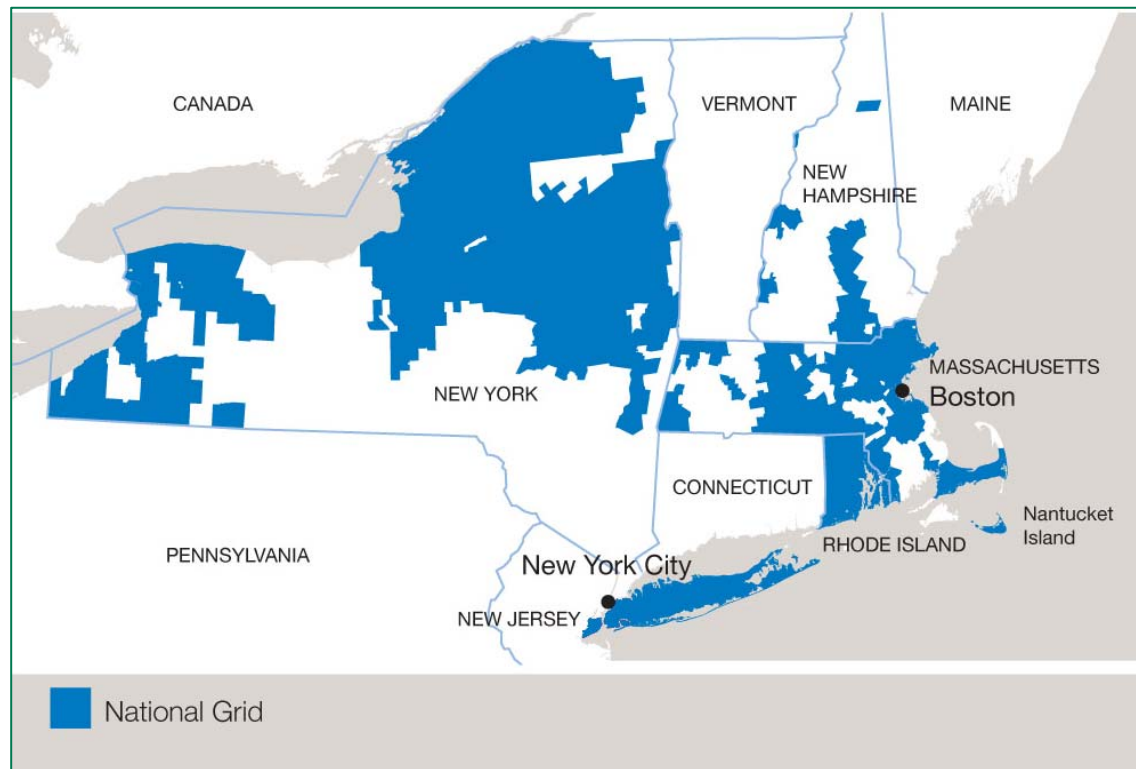 CANADA
VERMONT
MAINE
NEW
HAMPSHIRE
MASSACHUSETTS
Boston
NEW YORK
CONNECTICUT
Nantucket
Island
RHODE ISLAND
PENNSYLVANIA
New York City
NEW JERSEY
National Grid